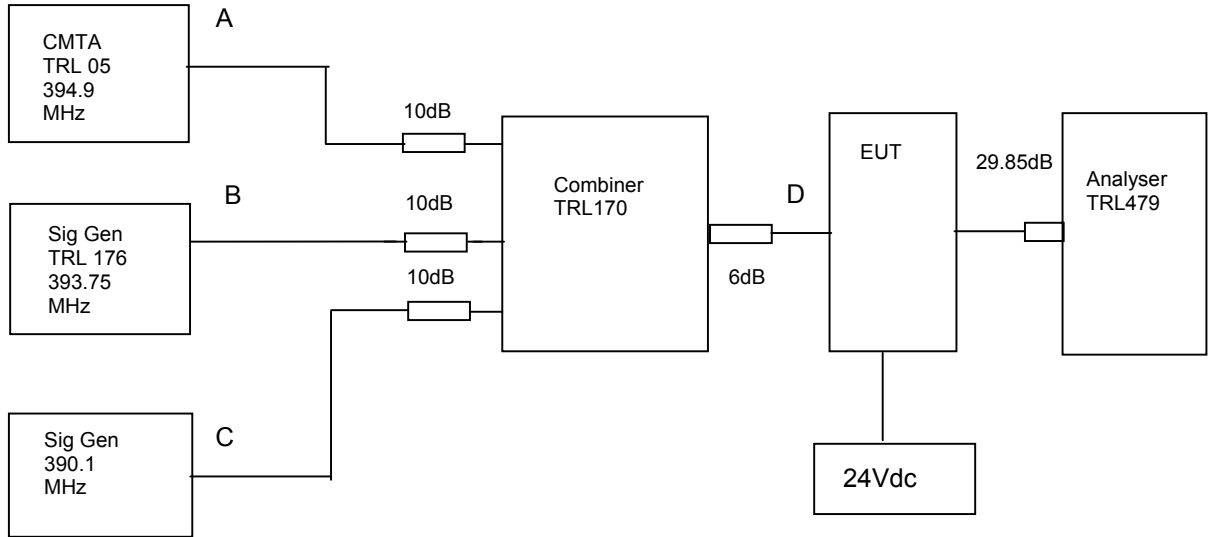 A
CMTA
TRL 05
394.9
MHz
10dB
B
Sig Gen
TRL 176
393.75
MHz
10dB
10dB
Combiner
TRL170
6dB
D
EUT
29.85dB
Analyser
TRL479
C
Sig Gen
390.1
MHz
24Vdc